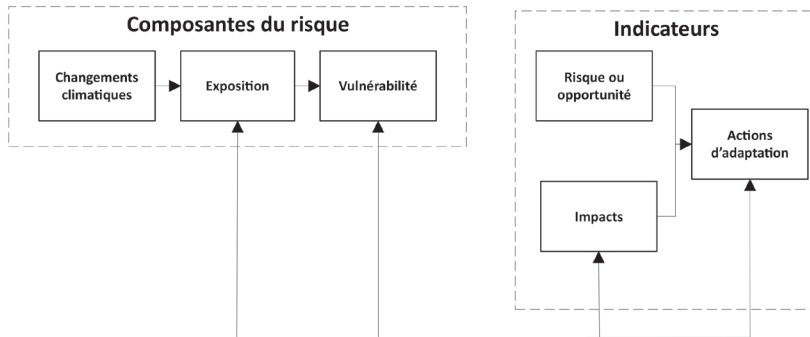 Composantes du risque
Changements
climatiques
Exposition
Vulnérabilité
Indicateurs
Risque ou
opportunité
Actions
d'adaptation
Impacts